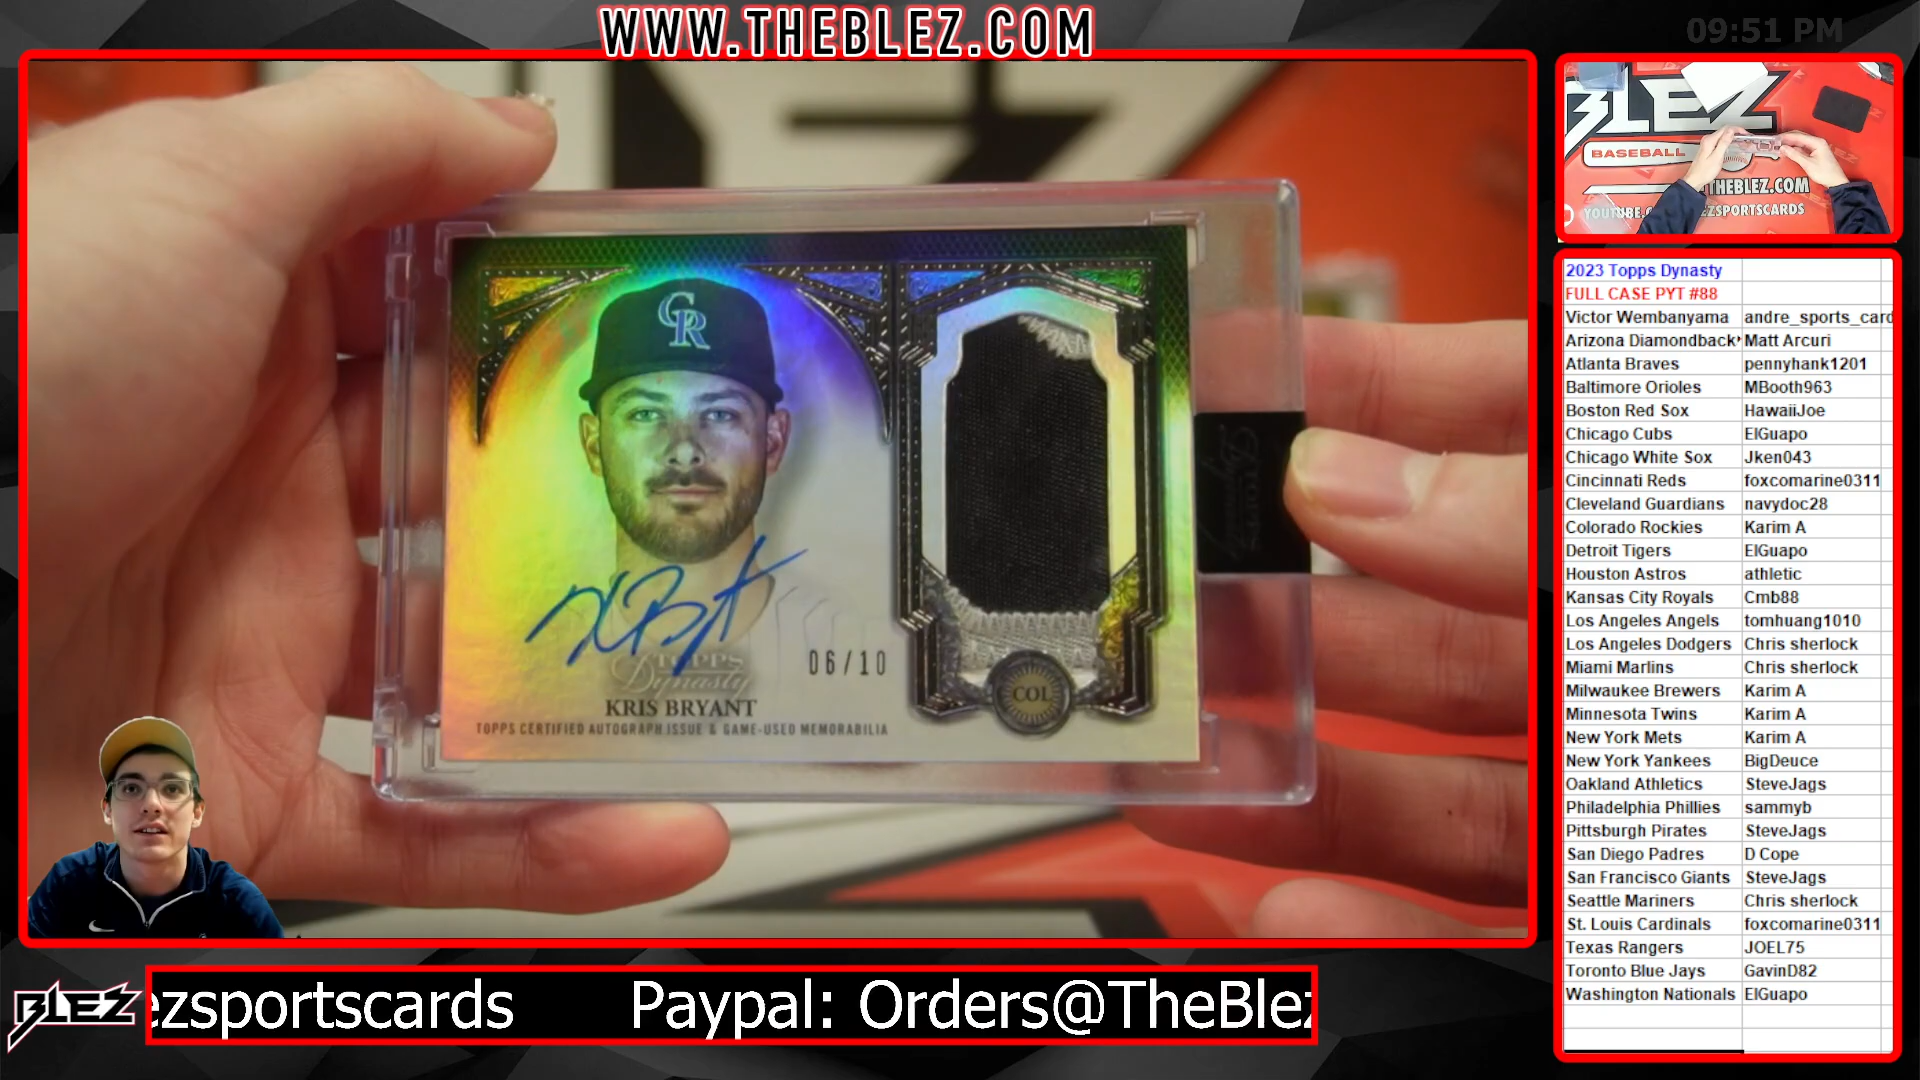 WWW.THEBLEZ.COM
09:51 PM
BLEZ
BASEBALL
THEBLEZ.COM
CR
06/10
TOPPS
Dynasty
KRIS BRYANT
TOPPS CERTIFIED AUTOGRAPH ISSUE & GAME-USED MEMORABILIA
COL
2023 Topps Dynasty
FULL CASE PYT #88
Victor Wembanyama andre_sports_card
Arizona Diamondback Matt Arcuri
Atlanta Braves pennyhank1201
Baltimore Orioles MBooth963
Boston Red Sox HawaiiJoe
Chicago Cubs ElGuapo
Chicago White Sox Jken043
Cincinnati Reds foxcomarine0311
Cleveland Guardians navydoc28
Colorado Rockies Karim A
Detroit Tigers ElGuapo
Houston Astros athletic
Kansas City Royals Cmb88
Los Angeles Angels tomhuang1010
Los Angeles Dodgers Chris sherlock
Miami Marlins Chris sherlock
Milwaukee Brewers Karim A
Minnesota Twins Karim A
New York Mets Karim A
New York Yankees BigDeuce
Oakland Athletics SteveJags
Philadelphia Phillies sammyb
Pittsburgh Pirates SteveJags
San Diego Padres D Cope
San Francisco Giants SteveJags
Seattle Mariners Chris sherlock
St. Louis Cardinals foxcomarine0311
Texas Rangers JOEL75
Toronto Blue Jays GavinD82
Washington Nationals ElGuapo
BLEZ
ezsportscards Paypal: Orders@TheBlez